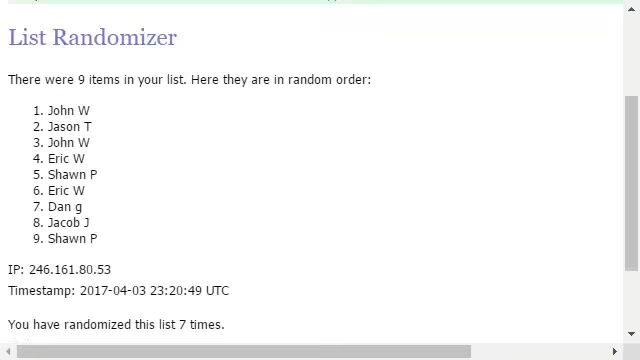 List Randomizer
There were 9 items in your list. Here they are in random order:
1. John W
2. Jason T
3. John W
4. Eric W
5. Shawn P
6. Eric W
7. Dan g
8. Jacob J
9. Shawn P
IP: 246.161.80.53
Timestamp: 2017-04-03 23:20:49 UTC
You have randomized this list 7 times.